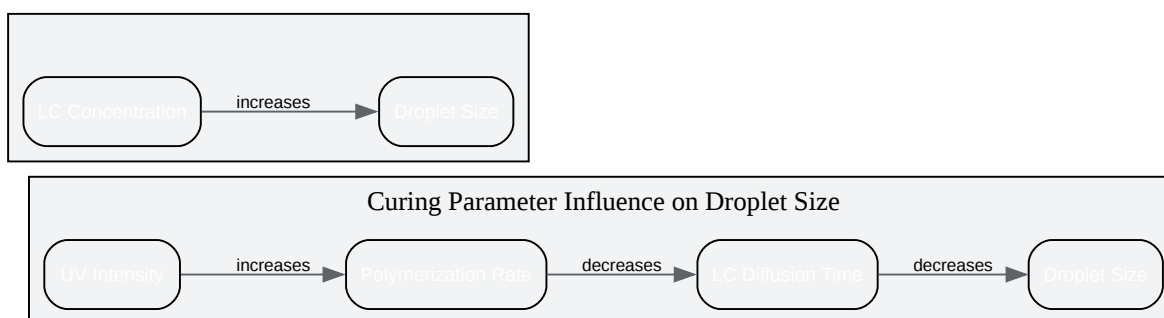 LC Concentration increases Droplet Size
Curing Parameter Influence on Droplet Size
UV Intensity increases Polymerization Rate decreases LC Diffusion Time decreases Droplet Size